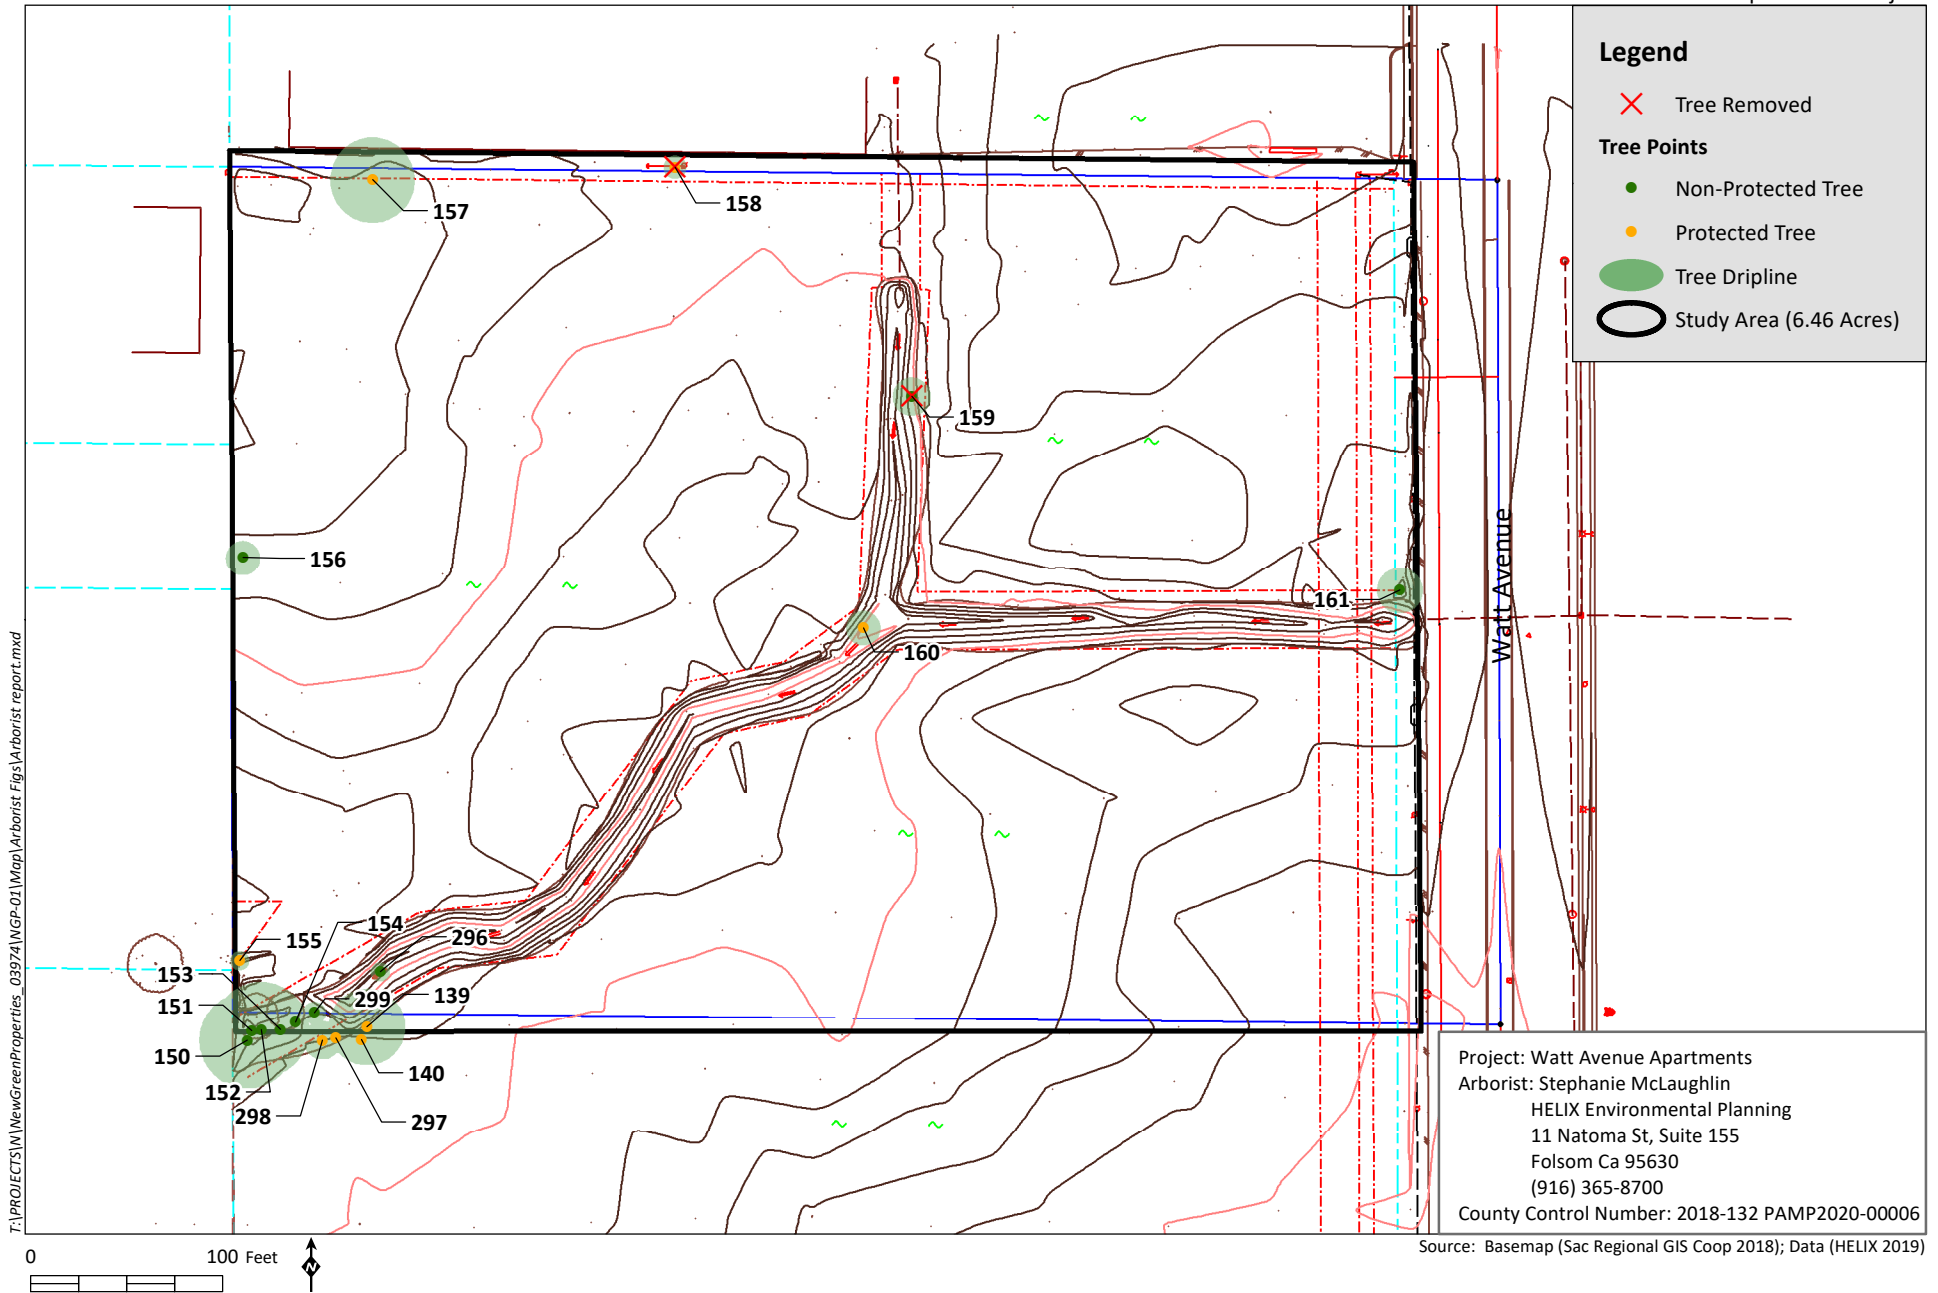 Legend
Tree Removed
Tree Points
Non-Protected Tree
Protected Tree
Tree Dripline
Study Area (6.46 Acres)
157
158
159
156
161
160
154
155
296
153
299
139
151
150
140
152
298
297
Watt Avenue
T:\PROJECTS\N\NewGreenProperties_03974\NGP-01\Map\Arborist Figs\Arborist report.mxd
Project: Watt Avenue Apartments
Arborist: Stephanie McLaughlin
HELIX Environmental Planning
11 Natoma St, Suite 155
Folsom Ca 95630
(916) 365-8700
County Control Number: 2018-132 PAMP2020-00006
0 100 Feet
N
Source: Basemap (Sac Regional GIS Coop 2018); Data (HELIX 2019)